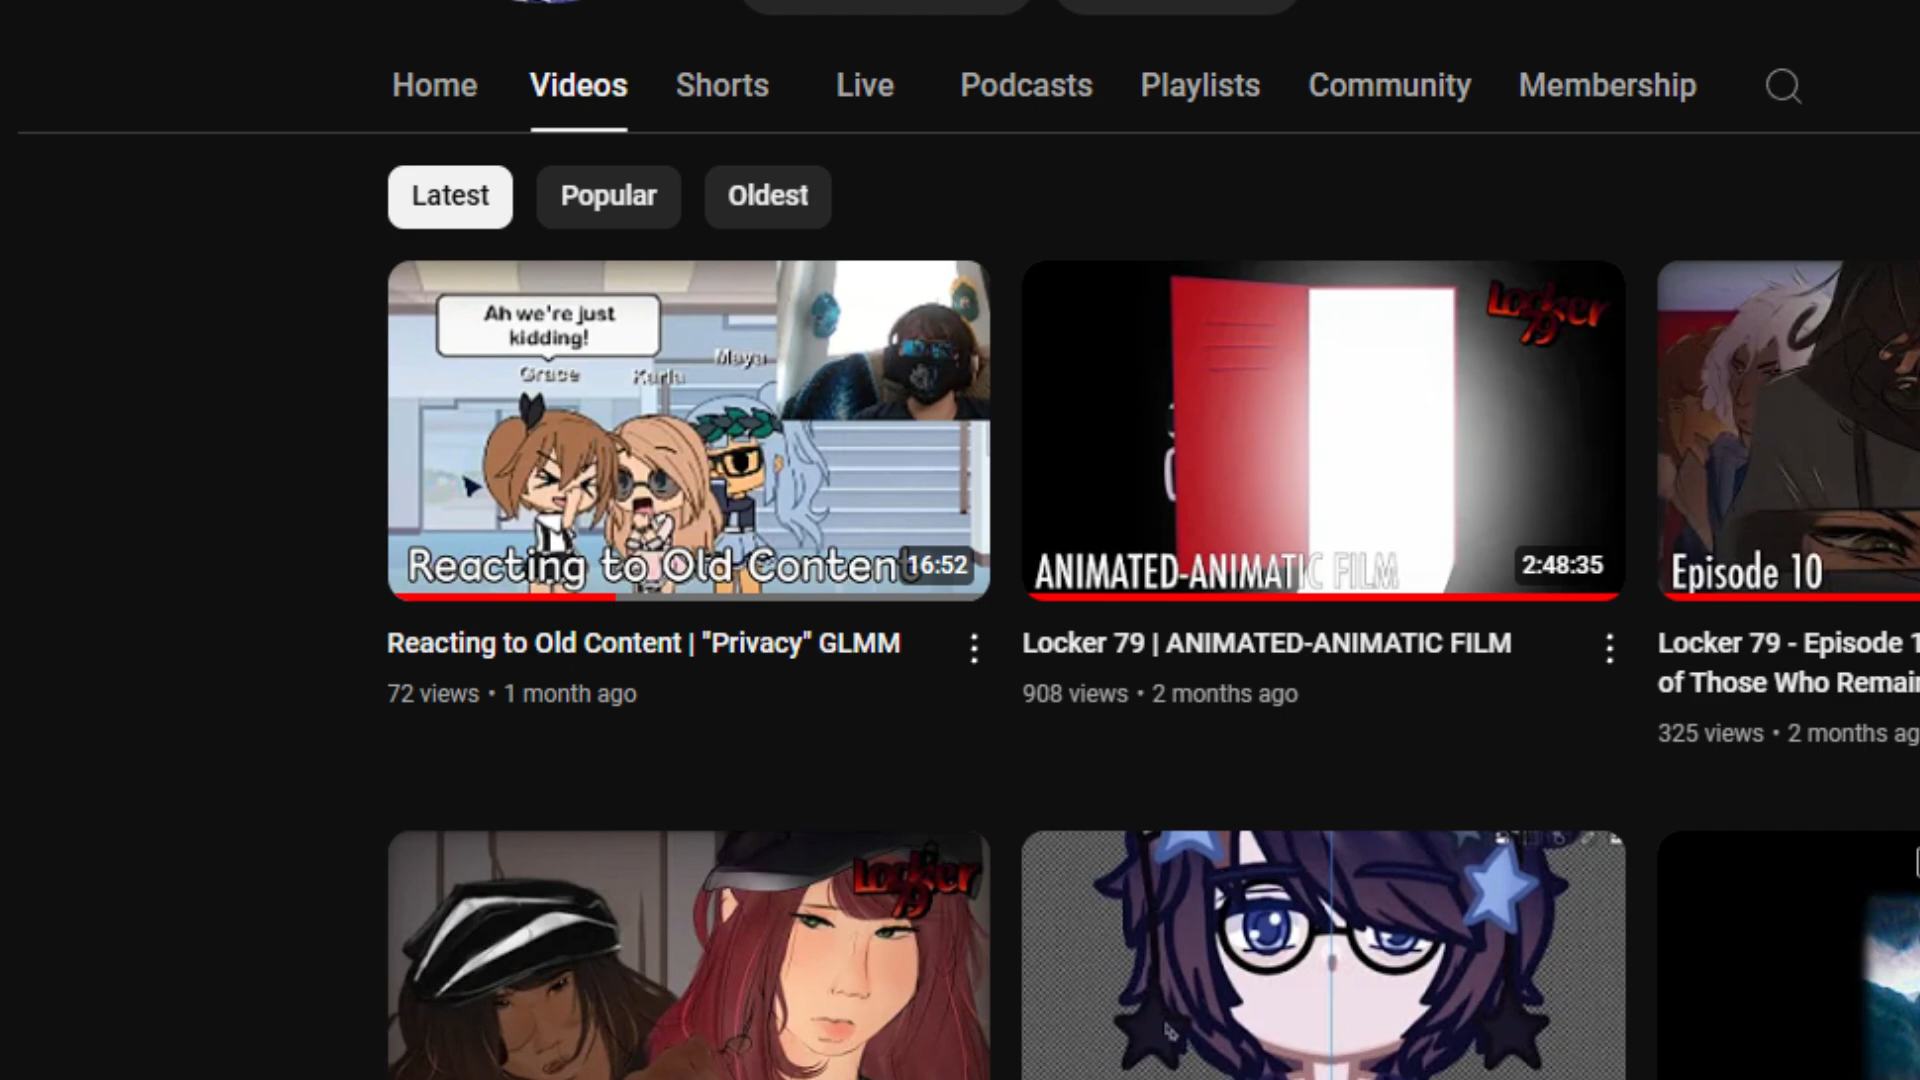 Home Videos Shorts Live Podcasts Playlists Community Membership
Latest Popular Oldest
Ah we're just
kidding!
Grace Karla Maya
Reacting to Old Content
16:52
Locker
79
ANIMATED-ANIMATIC FILM
2:48:35
Episode 10
Reacting to Old Content | "Privacy" GLMM
72 views • 1 month ago
Locker 79 | ANIMATED-ANIMATIC FILM
908 views • 2 months ago
Locker 79 - Episode 1
of Those Who Remain
325 views • 2 months ag
Locker
79